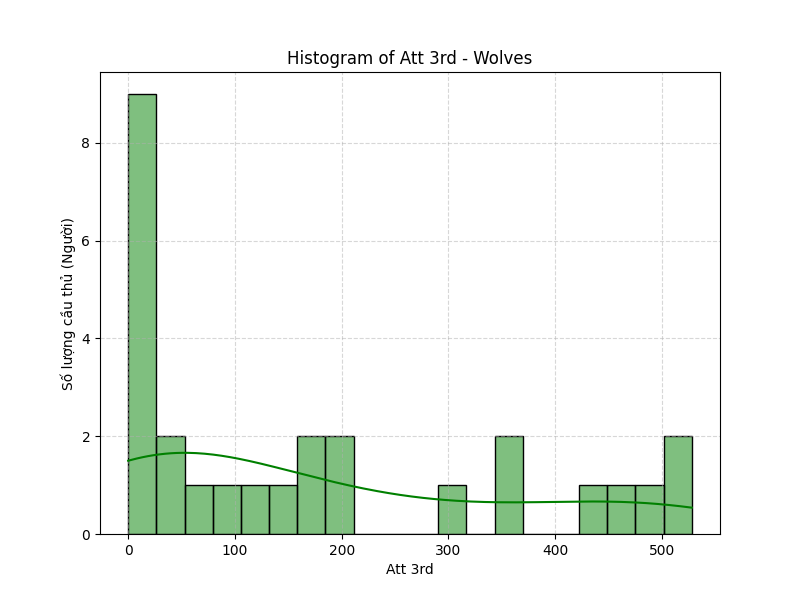 Histogram of Att 3rd - Wolves
Số lượng cầu thủ (Người)
8
6
4
2
0
0 100 200 300 400 500
Att 3rd